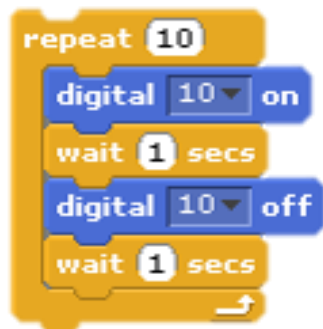 repeat 10
digital 10 on
wait 1 secs
digital 10 off
wait 1 secs